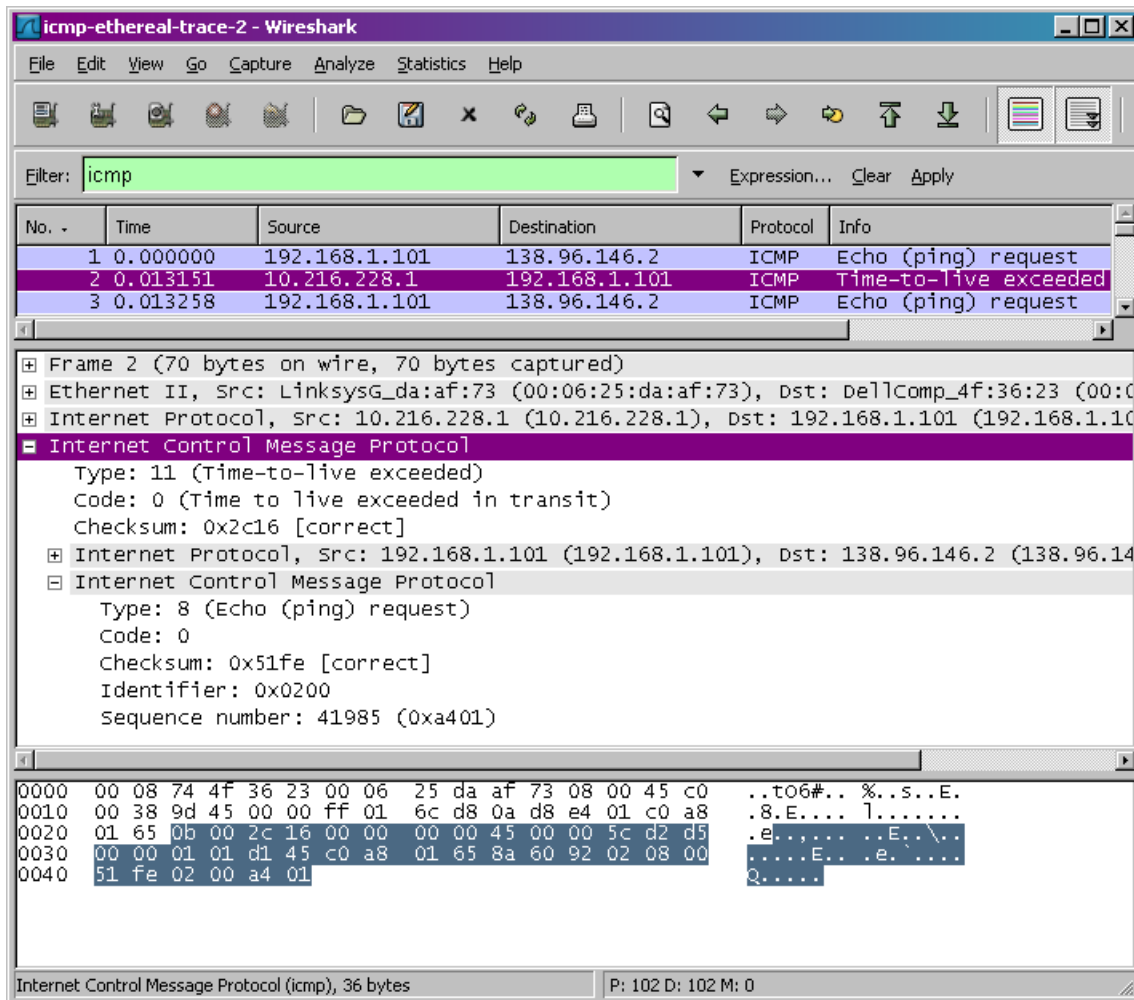 icmp-ethereal-trace-2 - Wireshark
File Edit View Go Capture Analyze Statistics Help
Filter: icmp Expression... Clear Apply
No. Time Source Destination Protocol Info
1 0.000000 192.168.1.101 138.96.146.2 ICMP Echo (ping) request
2 0.013151 10.216.228.1 192.168.1.101 ICMP Time-to-live exceeded
3 0.013258 192.168.1.101 138.96.146.2 ICMP Echo (ping) request
Frame 2 (70 bytes on wire, 70 bytes captured)
Ethernet II, Src: LinksysG_da:af:73 (00:06:25:da:af:73), Dst: DellComp_4f:36:23 (00:0
Internet Protocol, Src: 10.216.228.1 (10.216.228.1), Dst: 192.168.1.101 (192.168.1.10
Internet Control Message Protocol
Type: 11 (Time-to-live exceeded)
Code: 0 (Time to live exceeded in transit)
Checksum: 0x2c16 [correct]
Internet Protocol, Src: 192.168.1.101 (192.168.1.101), Dst: 138.96.146.2 (138.96.14
Internet Control Message Protocol
Type: 8 (Echo (ping) request)
Code: 0
Checksum: 0x51fe [correct]
Identifier: 0x0200
Sequence number: 41985 (0xa401)
0000 00 08 74 4f 36 23 00 06 25 da af 73 08 00 45 c0 ..tO6#.. %..s..E.
0010 00 38 9d 45 00 00 ff 01 6c d8 0a d8 e4 01 c0 a8 .8.E.... l.......
0020 01 65 0b 00 2c 16 00 00 00 00 45 00 00 5c d2 d5 .e..,... ..E..\..
0030 00 00 01 01 d1 45 c0 a8 01 65 8a 60 92 02 08 00 .....E.. .e.`....
0040 51 fe 02 00 a4 01 Q.....
Internet Control Message Protocol (icmp), 36 bytes P: 102 D: 102 M: 0